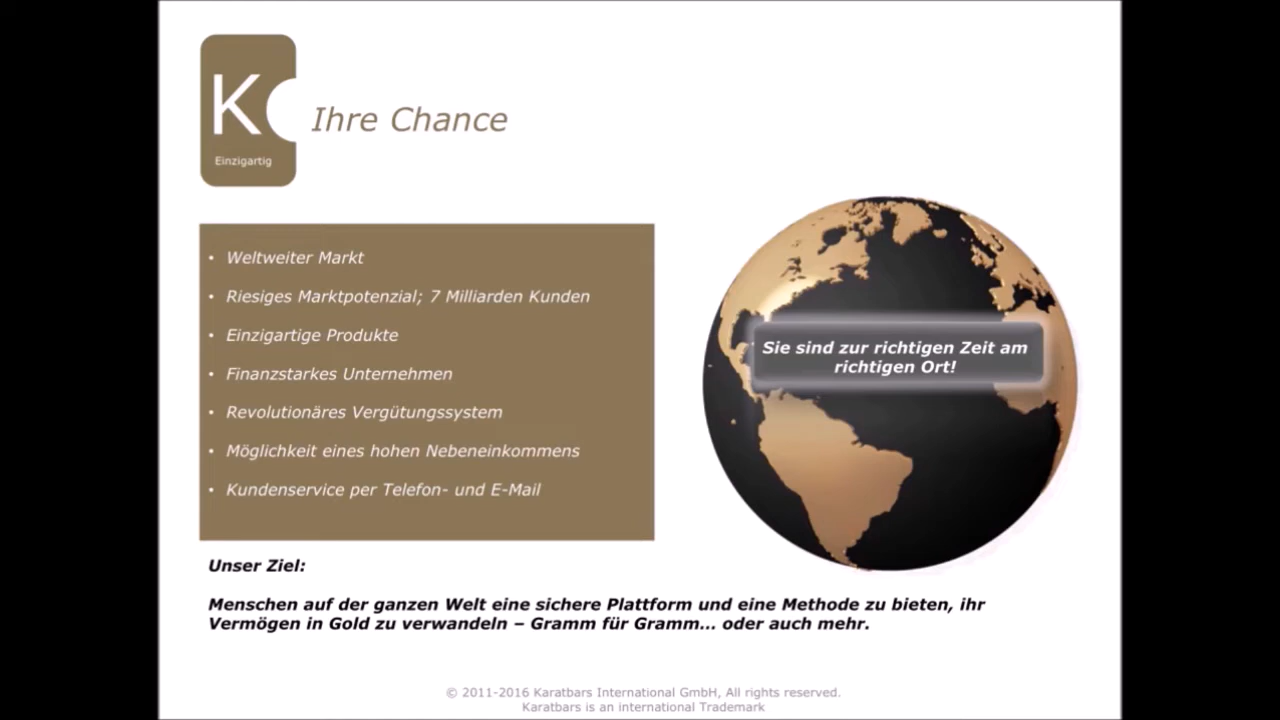 K
Einzigartig
Ihre Chance
• Weltweiter Markt
• Riesiges Marktpotenzial; 7 Milliarden Kunden
• Einzigartige Produkte
• Finanzstarkes Unternehmen
• Revolutionäres Vergütungssystem
• Möglichkeit eines hohen Nebeneinkommens
• Kundenservice per Telefon- und E-Mail
Sie sind zur richtigen Zeit am
richtigen Ort!
Unser Ziel:
Menschen auf der ganzen Welt eine sichere Plattform und eine Methode zu bieten, ihr
Vermögen in Gold zu verwandeln – Gramm für Gramm... oder auch mehr.
© 2011-2016 Karatbars International GmbH, All rights reserved.
Karatbars is an international Trademark